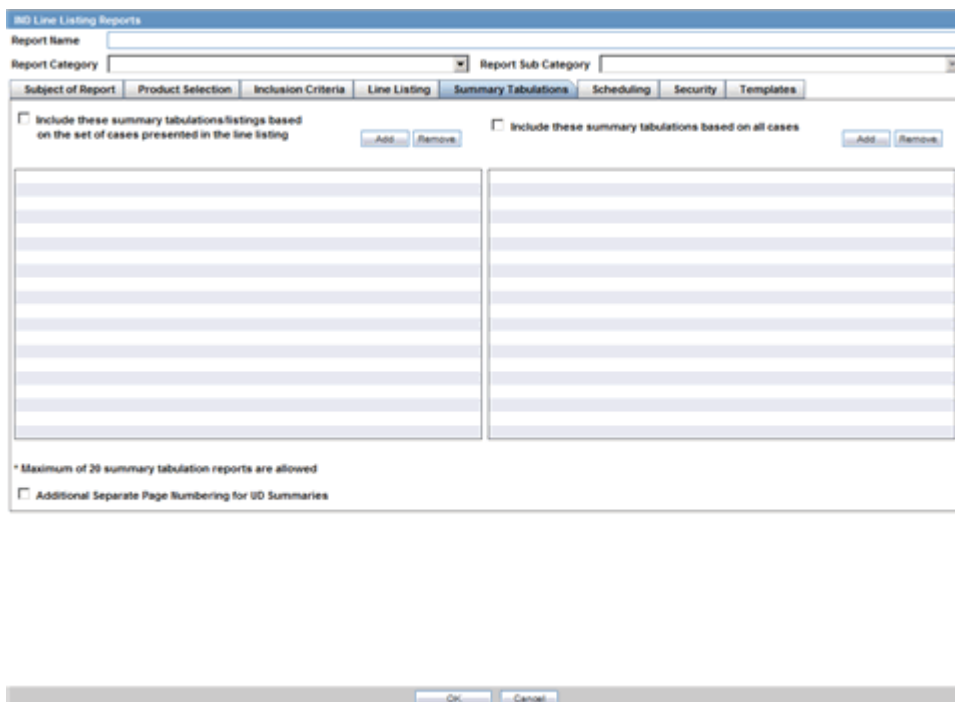 IND Line Listing Reports
Report Name
Report Category Report Sub Category
Subject of Report Product Selection Inclusion Criteria Line Listing Summary Tabulations Scheduling Security Templates
Include these summary tabulations/listings based
on the set of cases presented in the line listing
Add Remove
Include these summary tabulations based on all cases
Add Remove
* Maximum of 20 summary tabulation reports are allowed
Additional Separate Page Numbering for UD Summaries
OK Cancel